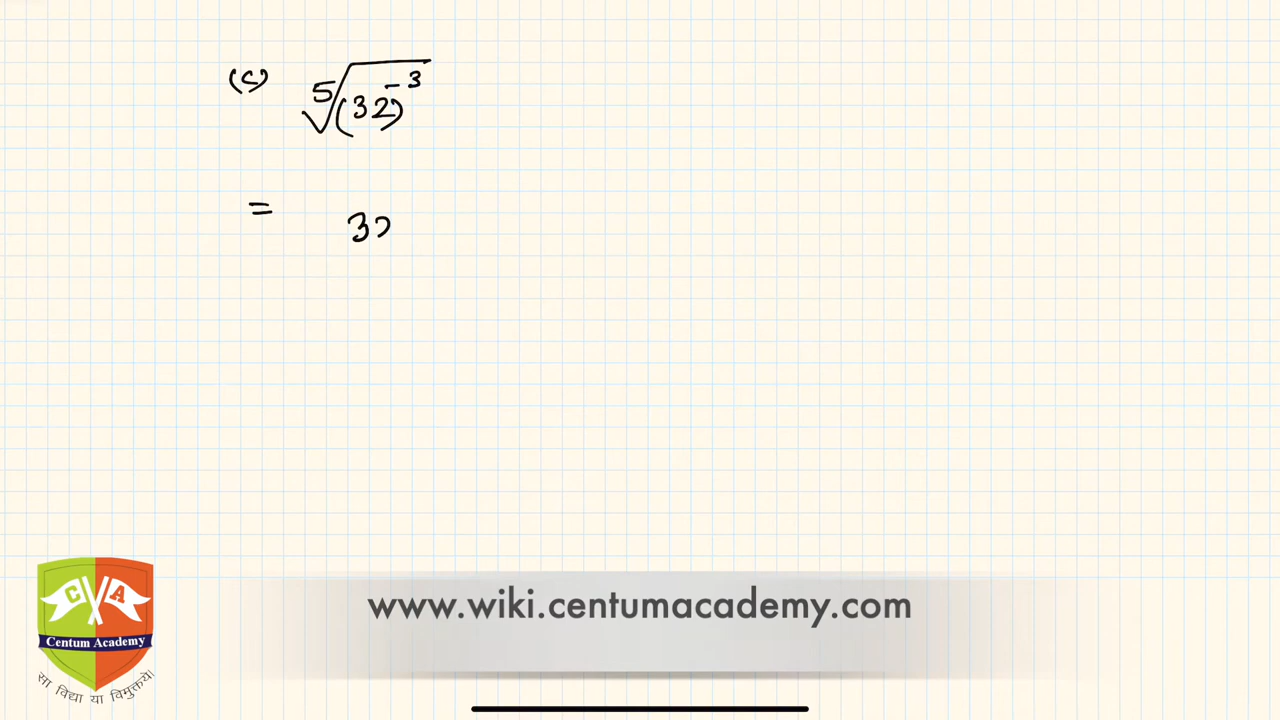 (c) ⁵√(32)⁻³
= 32
www.wiki.centumacademy.com
C A
Centum Academy
सा विद्या या विमुक्तये।